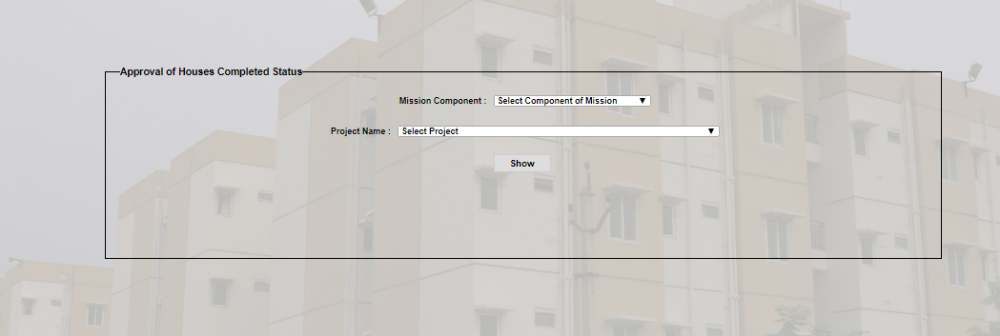 Approval of Houses Completed Status
Mission Component : Select Component of Mission
Project Name : Select Project
Show